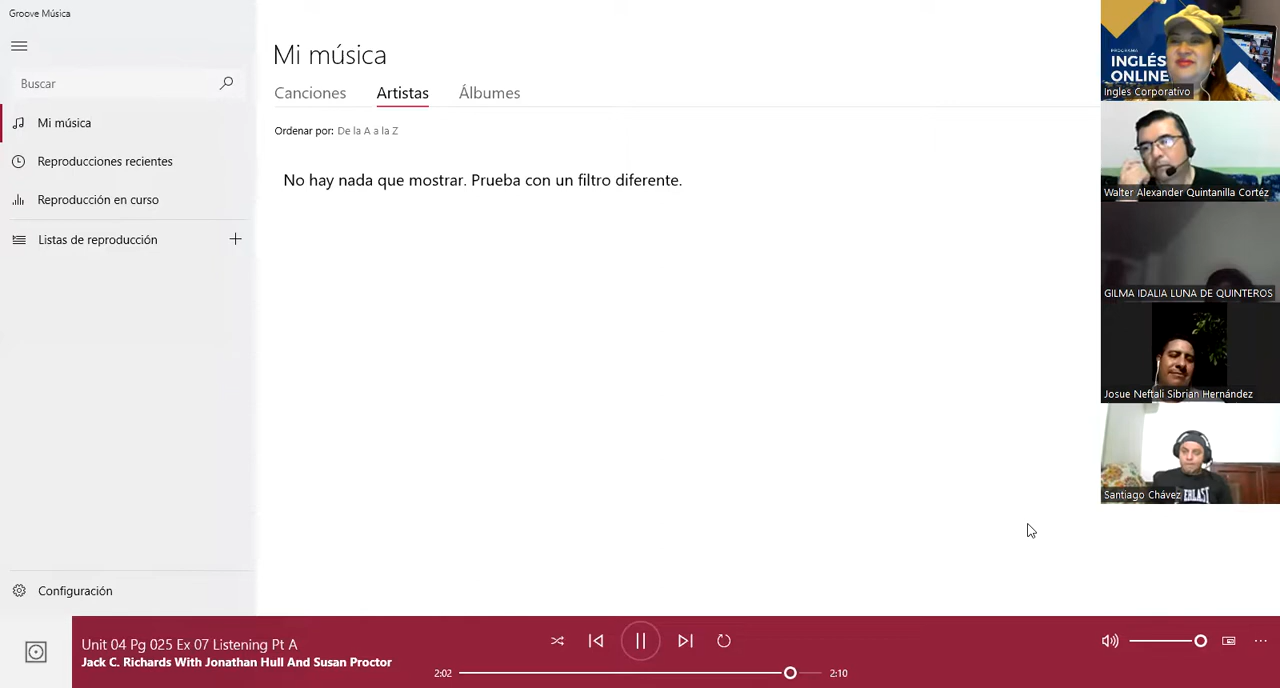 Groove Música
Buscar
Mi música
Reproducciones recientes
Reproducción en curso
Listas de reproducción
Configuración
Mi música
Canciones Artistas Álbumes
Ordenar por: De la A a la Z
No hay nada que mostrar. Prueba con un filtro diferente.
PROGRAMA
INGLÉS
ONLINE
Ingles Corporativo
Walter Alexander Quintanilla Cortéz
GILMA IDALIA LUNA DE QUINTEROS
Josue Neftali Sibrian Hernández
Santiago Chávez
ERLAST
Unit 04 Pg 025 Ex 07 Listening Pt A
Jack C. Richards With Jonathan Hull And Susan Proctor
2:02
2:10